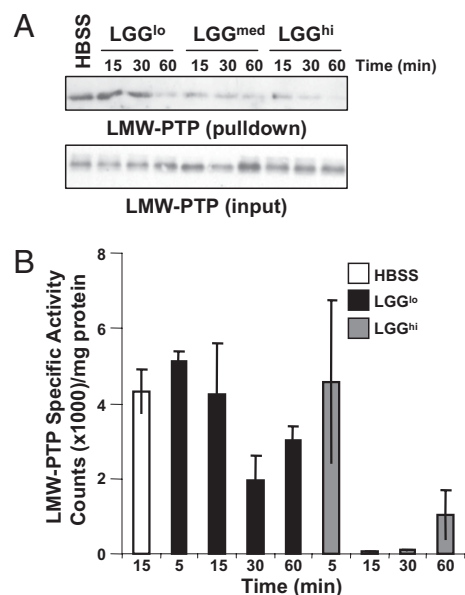 A
HBSS
LGGlo LGGmed LGGhi
15 30 60 15 30 60 15 30 60 Time (min)
LMW-PTP (pulldown)
LMW-PTP (input)
B
LMW-PTP Specific Activity
Counts (x1000)/mg protein
8
6
4
2
0
HBSS
LGGlo
LGGhi
15 5 15 30 60 5 15 30 60
Time (min)